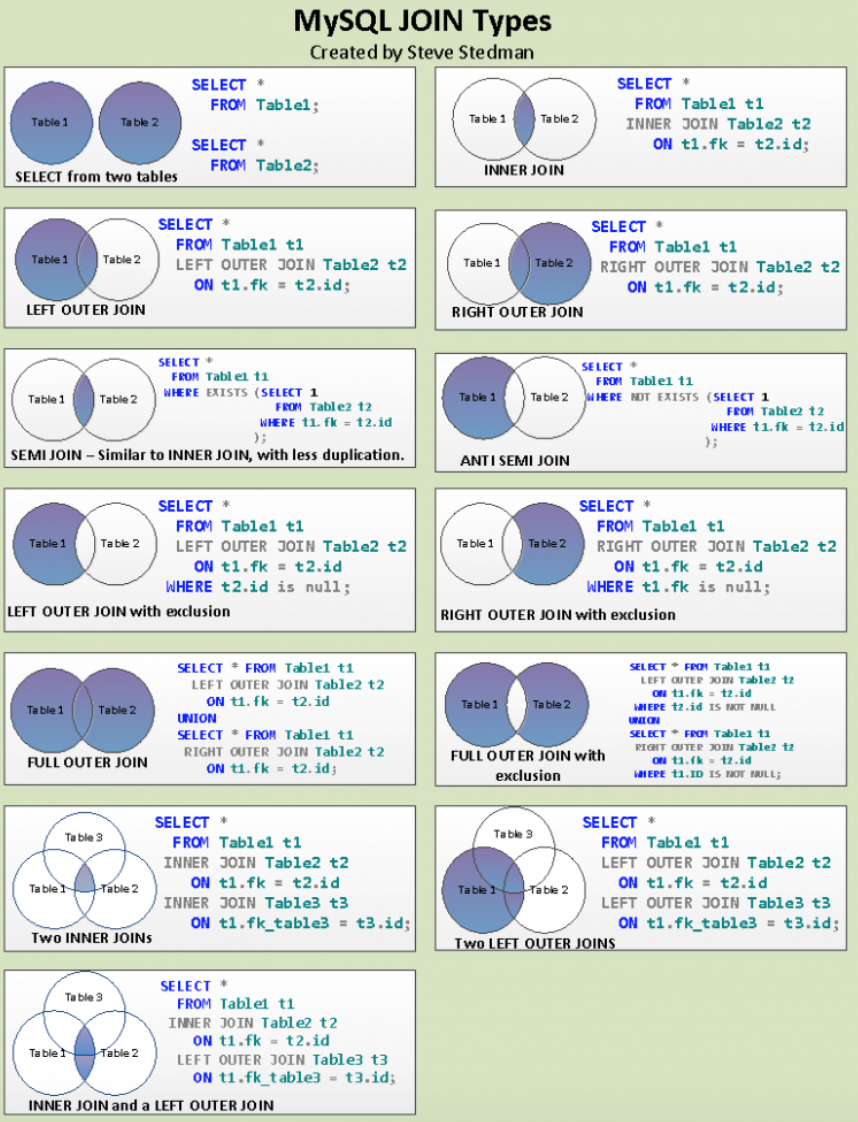 MySQL JOIN Types
Created by Steve Stedman
Table 1
Table 2
SELECT *
FROM Table1;
SELECT *
FROM Table2;
SELECT from two tables
Table 1
Table 2
SELECT *
FROM Table1 t1
INNER JOIN Table2 t2
ON t1.fk = t2.id;
INNER JOIN
Table 1
Table 2
SELECT *
FROM Table1 t1
LEFT OUTER JOIN Table2 t2
ON t1.fk = t2.id;
LEFT OUTER JOIN
Table 1
Table 2
SELECT *
FROM Table1 t1
RIGHT OUTER JOIN Table2 t2
ON t1.fk = t2.id;
RIGHT OUTER JOIN
Table 1
Table 2
SELECT *
FROM Table1 t1
WHERE EXISTS (SELECT 1
FROM Table2 t2
WHERE t1.fk = t2.id
);
SEMI JOIN – Similar to INNER JOIN, with less duplication.
Table 1
Table 2
SELECT *
FROM Table1 t1
WHERE NOT EXISTS (SELECT 1
FROM Table2 t2
WHERE t1.fk = t2.id
);
ANTI SEMI JOIN
Table 1
Table 2
SELECT *
FROM Table1 t1
LEFT OUTER JOIN Table2 t2
ON t1.fk = t2.id
WHERE t2.id is null;
LEFT OUTER JOIN with exclusion
Table 1
Table 2
SELECT *
FROM Table1 t1
RIGHT OUTER JOIN Table2 t2
ON t1.fk = t2.id
WHERE t1.fk is null;
RIGHT OUTER JOIN with exclusion
Table 1
Table 2
SELECT * FROM Table1 t1
LEFT OUTER JOIN Table2 t2
ON t1.fk = t2.id
UNION
SELECT * FROM Table1 t1
RIGHT OUTER JOIN Table2 t2
ON t1.fk = t2.id;
FULL OUTER JOIN
Table 1
Table 2
SELECT * FROM Table1 t1
LEFT OUTER JOIN Table2 t2
ON t1.fk = t2.id
WHERE t2.id IS NOT NULL
UNION
SELECT * FROM Table1 t1
RIGHT OUTER JOIN Table2 t2
ON t1.fk = t2.id
WHERE t1.ID IS NOT NULL;
FULL OUTER JOIN with
exclusion
Table 3
Table 1
Table 2
SELECT *
FROM Table1 t1
INNER JOIN Table2 t2
ON t1.fk = t2.id
INNER JOIN Table3 t3
ON t1.fk_table3 = t3.id;
Two INNER JOINs
Table 3
Table 1
Table 2
SELECT *
FROM Table1 t1
LEFT OUTER JOIN Table2 t2
ON t1.fk = t2.id
LEFT OUTER JOIN Table3 t3
ON t1.fk_table3 = t3.id;
Two LEFT OUTER JOINS
Table 3
Table 1
Table 2
SELECT *
FROM Table1 t1
INNER JOIN Table2 t2
ON t1.fk = t2.id
LEFT OUTER JOIN Table3 t3
ON t1.fk_table3 = t3.id;
INNER JOIN and a LEFT OUTER JOIN